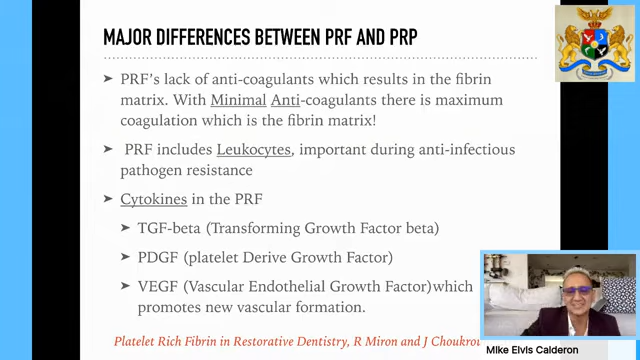 MAJOR DIFFERENCES BETWEEN PRF AND PRP
➤ PRF's lack of anti-coagulants which results in the fibrin
matrix. With Minimal Anti-coagulants there is maximum
coagulation which is the fibrin matrix!
➤ PRF includes Leukocytes, important during anti-infectious
pathogen resistance
➤ Cytokines in the PRF
➤ TGF-beta (Transforming Growth Factor beta)
➤ PDGF (platelet Derive Growth Factor)
➤ VEGF (Vascular Endothelial Growth Factor)which
promotes new vascular formation.
Platelet Rich Fibrin in Restorative Dentistry, R Miron and J
Mike Elvis Calderon